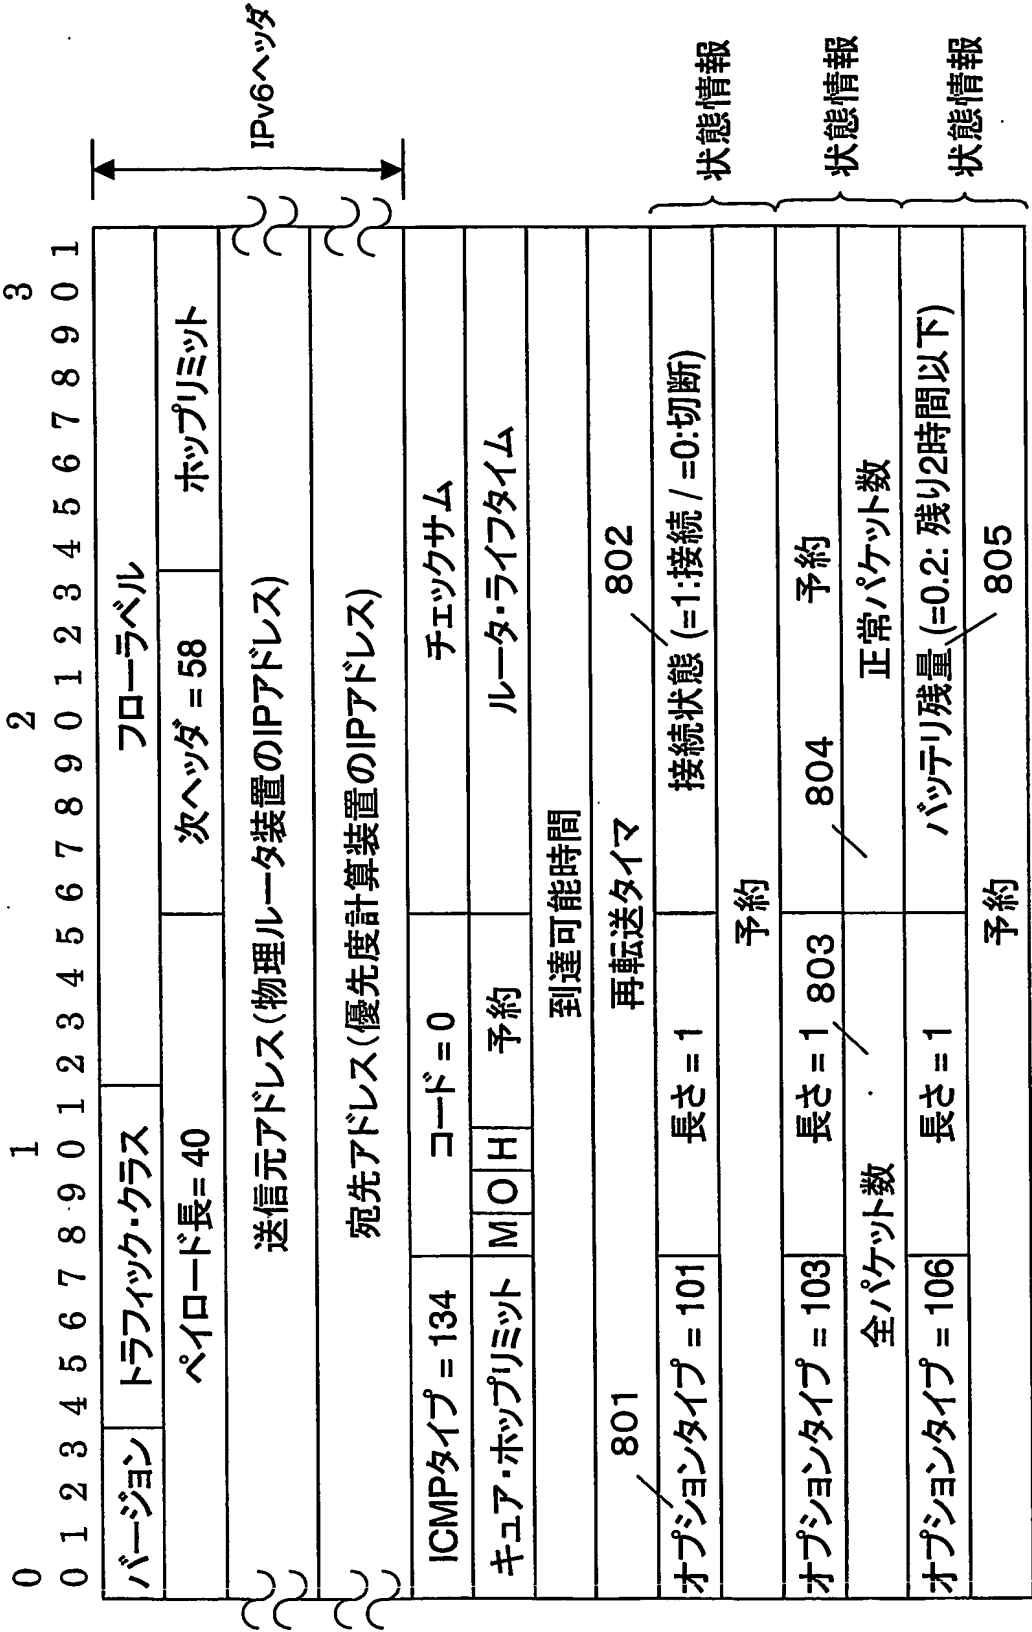 0 1 2 3
0 1 2 3 4 5 6 7 8 9 0 1 2 3 4 5 6 7 8 9 0 1 2 3 4 5 6 7 8 9 0 1
バージョン トラフィック・クラス フローラベル
ペイロード長= 40 次ヘッダ = 58 ホップリミット
送信元アドレス(物理ルータ装置のIPアドレス)
宛先アドレス(優先度計算装置のIPアドレス)
IPv6ヘッダ
ICMPタイプ = 134 コード = 0 チェックサム
キュア・ホップリミット M O H 予約 ルータ・ライフタイム
到達可能時間
再転送タイマ
801 802
オプションタイプ = 101 長さ = 1 接続状態 (=1:接続 / =0:切断)
予約
状態情報
オプションタイプ = 103 長さ = 1 803 804 予約
全パケット数 正常パケット数
状態情報
オプションタイプ = 106 長さ = 1 バッテリ残量 (=0.2: 残り2時間以下)
予約 805
状態情報